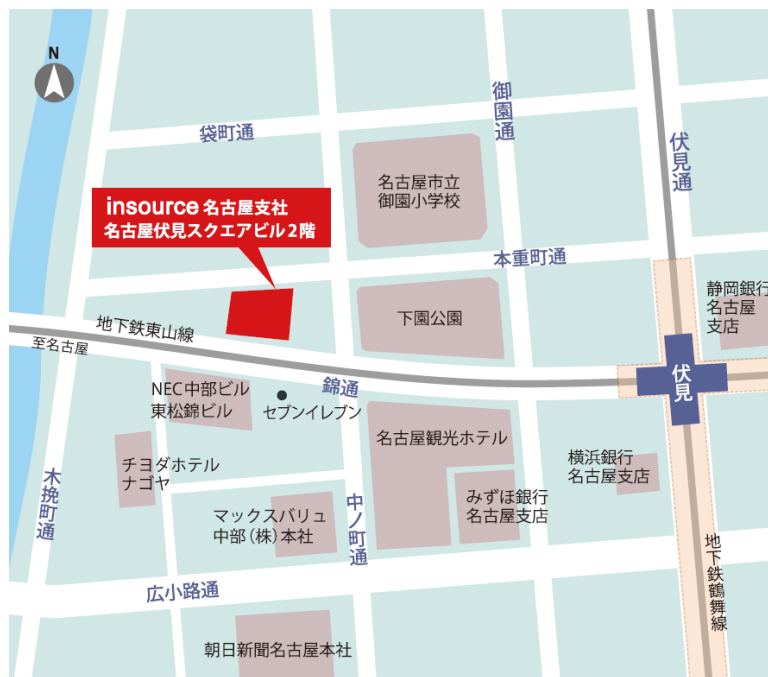 N
袋町通
御園通
伏見通
名古屋市立
御園小学校
insource 名古屋支社
名古屋伏見スクエアビル2階
本重町通
静岡銀行
名古屋
支店
下園公園
地下鉄東山線
至名古屋
伏見
錦通
NEC中部ビル
東松錦ビル
セブンイレブン
名古屋観光ホテル
チヨダホテル
ナゴヤ
横浜銀行
名古屋支店
木挽町通
みずほ銀行
名古屋支店
マックスバリュ
中部(株)本社
中ノ町通
地下鉄鶴舞線
広小路通
朝日新聞名古屋本社